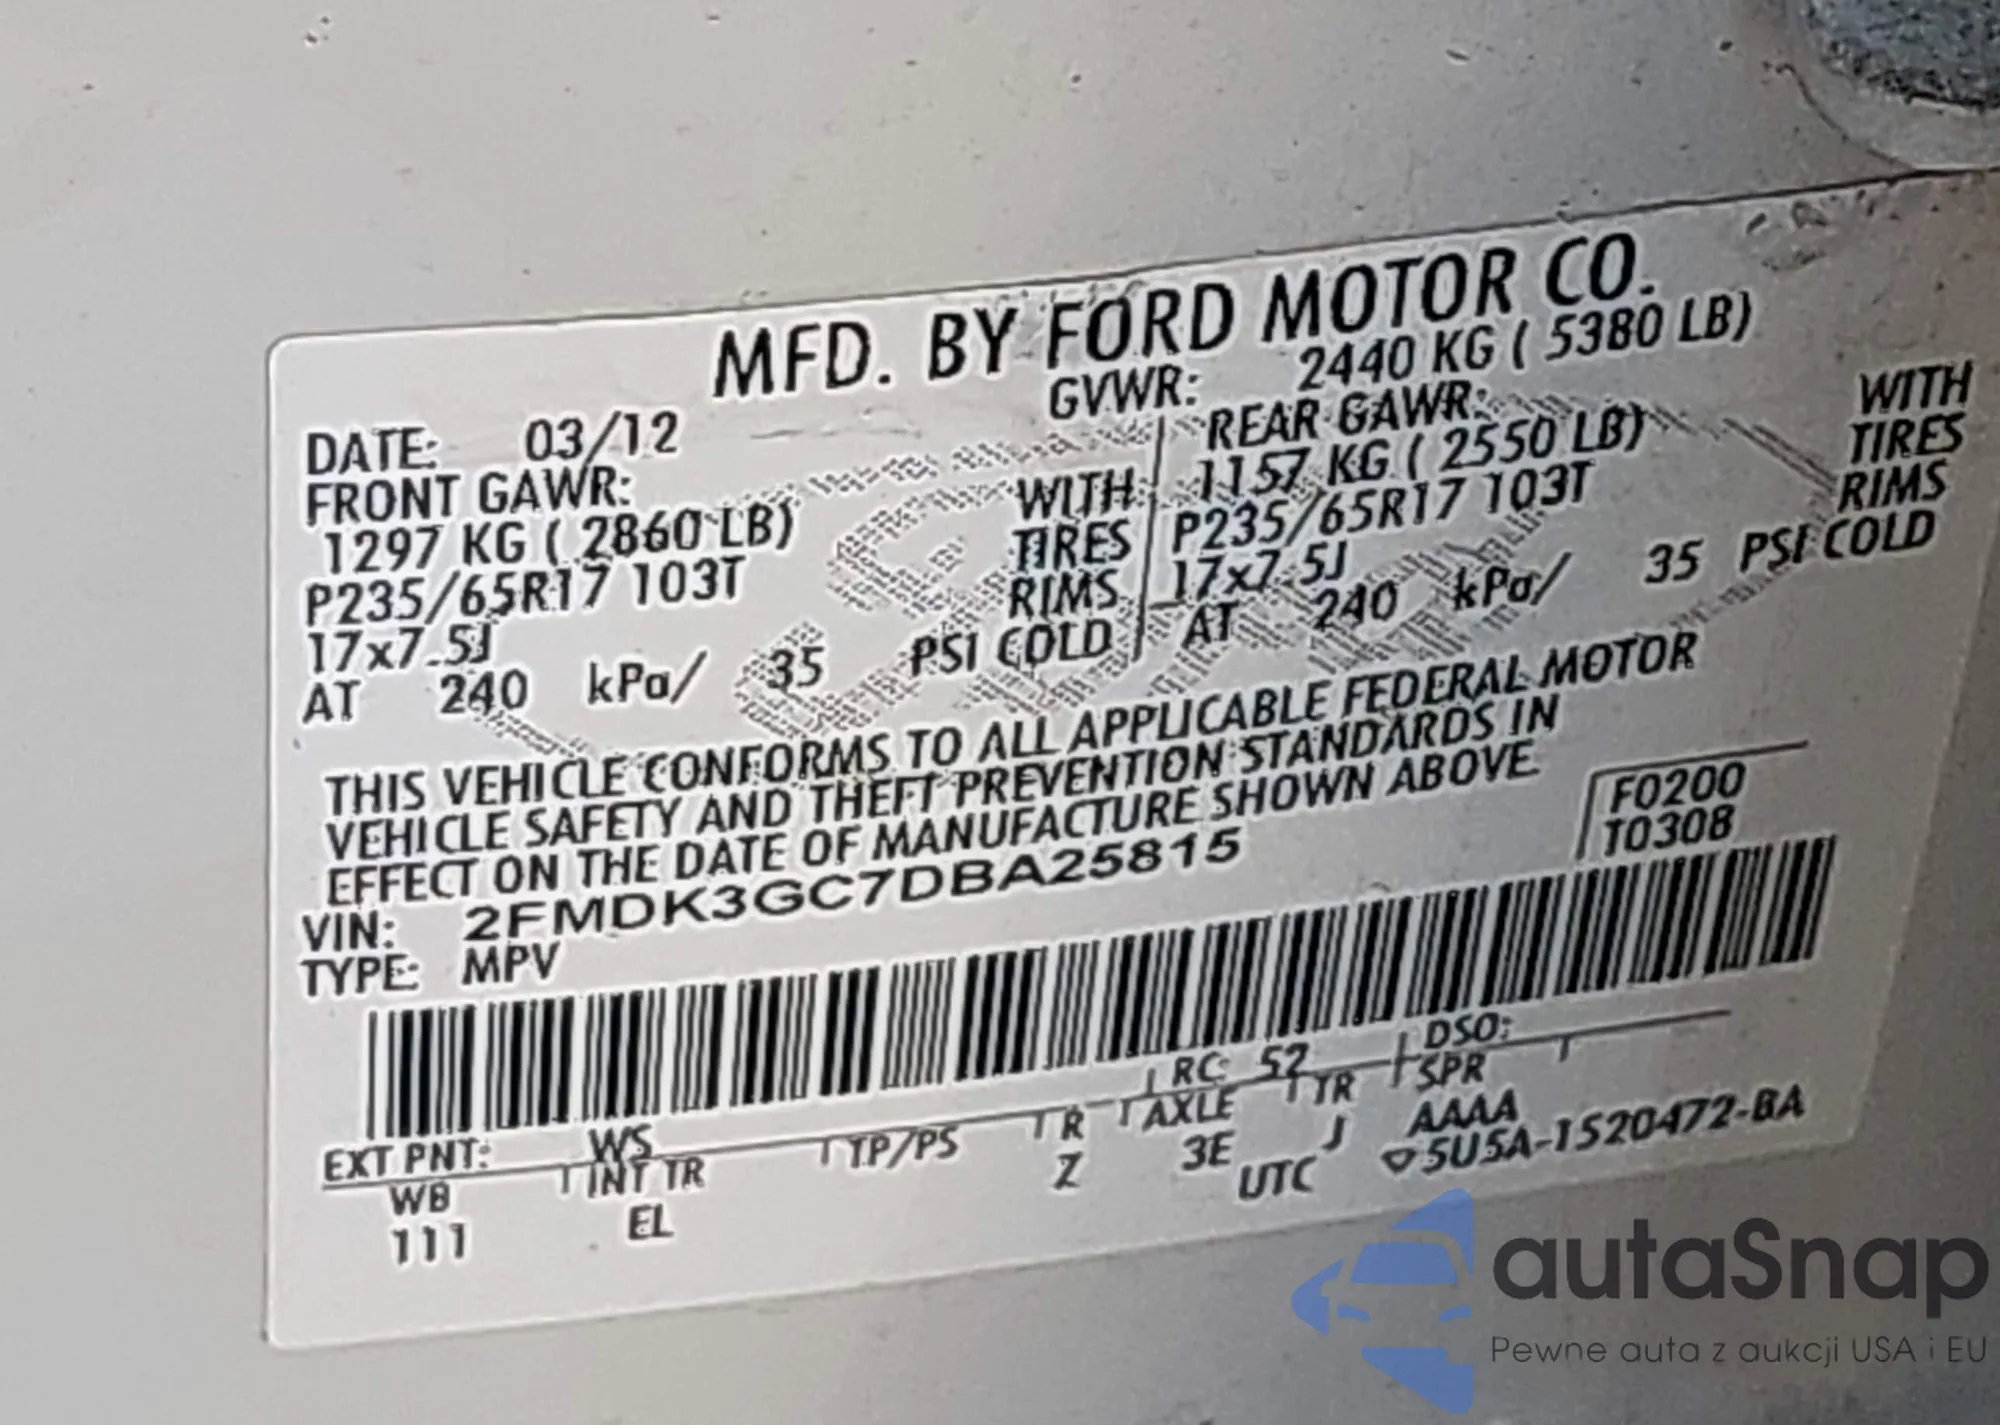 MFD. BY FORD MOTOR CO.
DATE: 03/12 GVWR: 2440 KG ( 5380 LB)
FRONT GAWR: REAR GAWR:
1297 KG ( 2860 LB) WITH 1157 KG ( 2550 LB) WITH
P235/65R17 103T TIRES P235/65R17 103T TIRES
17x7.5J RIMS 17x7.5J RIMS
AT 240 kPa/ 35 PSI COLD AT 240 kPa/ 35 PSI COLD
THIS VEHICLE CONFORMS TO ALL APPLICABLE FEDERAL MOTOR
VEHICLE SAFETY AND THEFT PREVENTION STANDARDS IN
EFFECT ON THE DATE OF MANUFACTURE SHOWN ABOVE
VIN: 2FMDK3GC7DBA25815 F0200
TYPE: MPV T0308
EXT PNT: WS RC: 52 DSO:
WB INT TR TP/PS R AXLE TR SPR
111 EL Z 3E J AAAA
UTC 5U5A-1520472-BA
autaSnap
Pewne auta z aukcji USA i EU